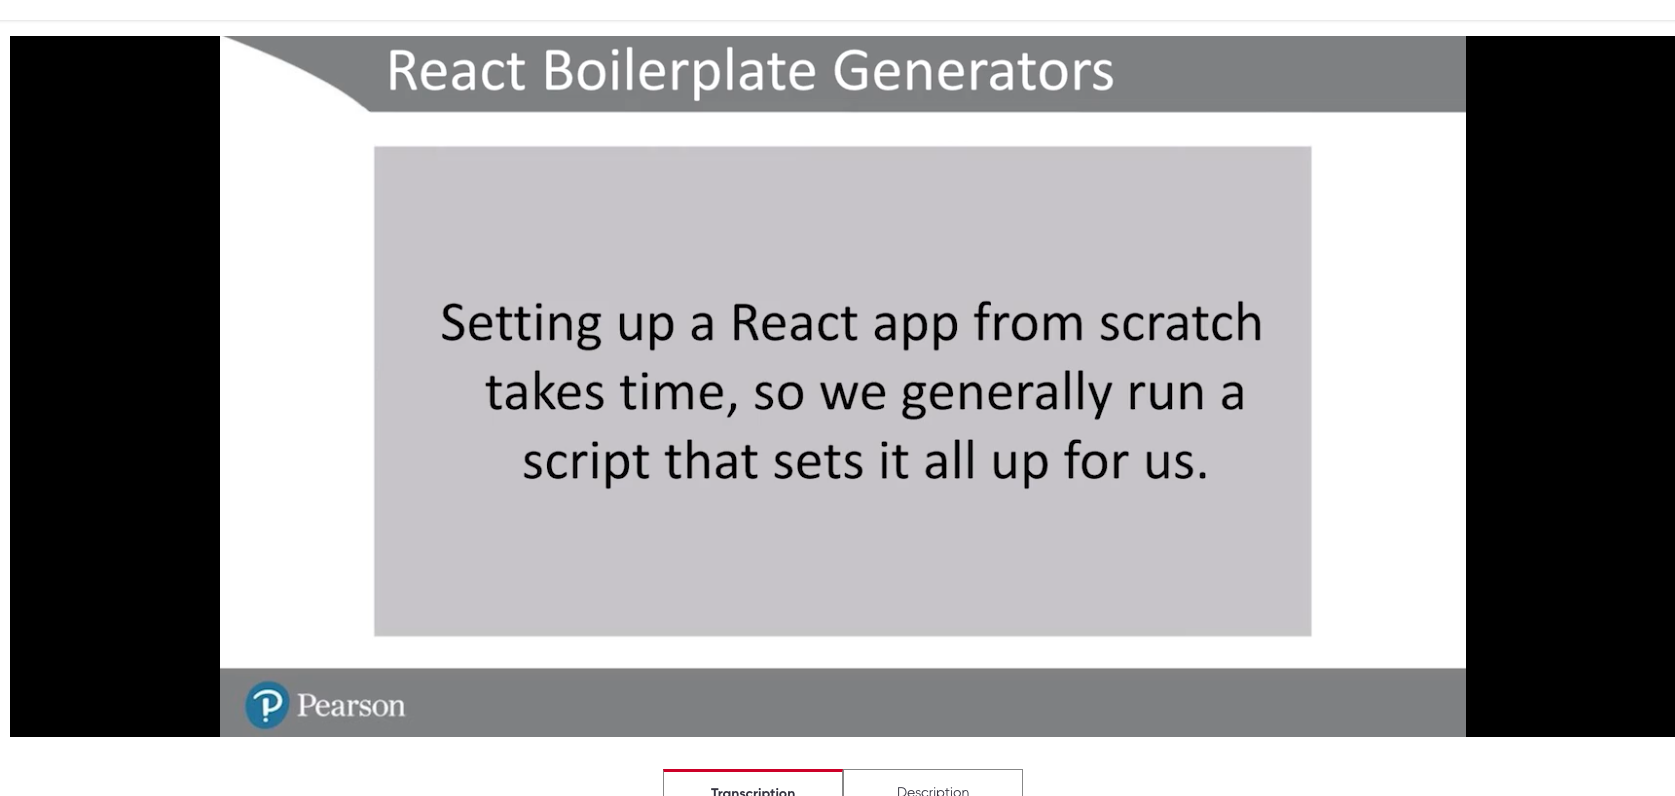 React Boilerplate Generators
Setting up a React app from scratch
takes time, so we generally run a
script that sets it all up for us.
Pearson
Transcription
Description